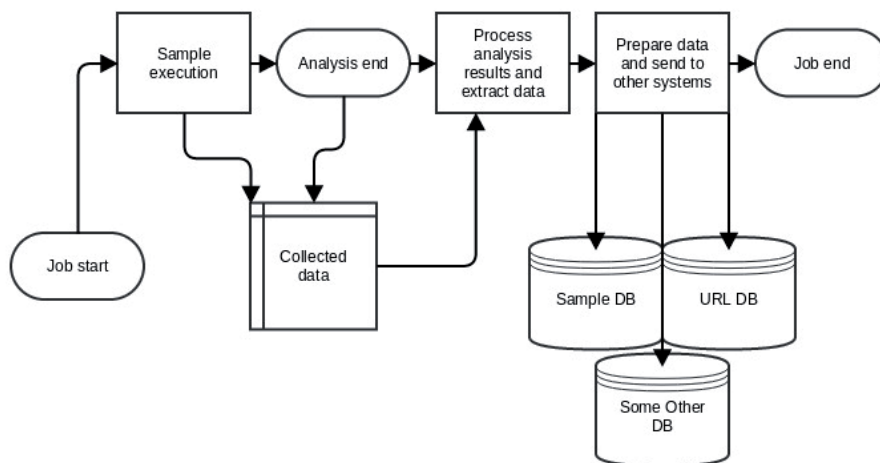 Sample
execution
Analysis end
Process
analysis
results and
extract data
Prepare data
and send to
other systems
Job end
Job start
Collected
data
Sample DB
URL DB
Some Other
DB